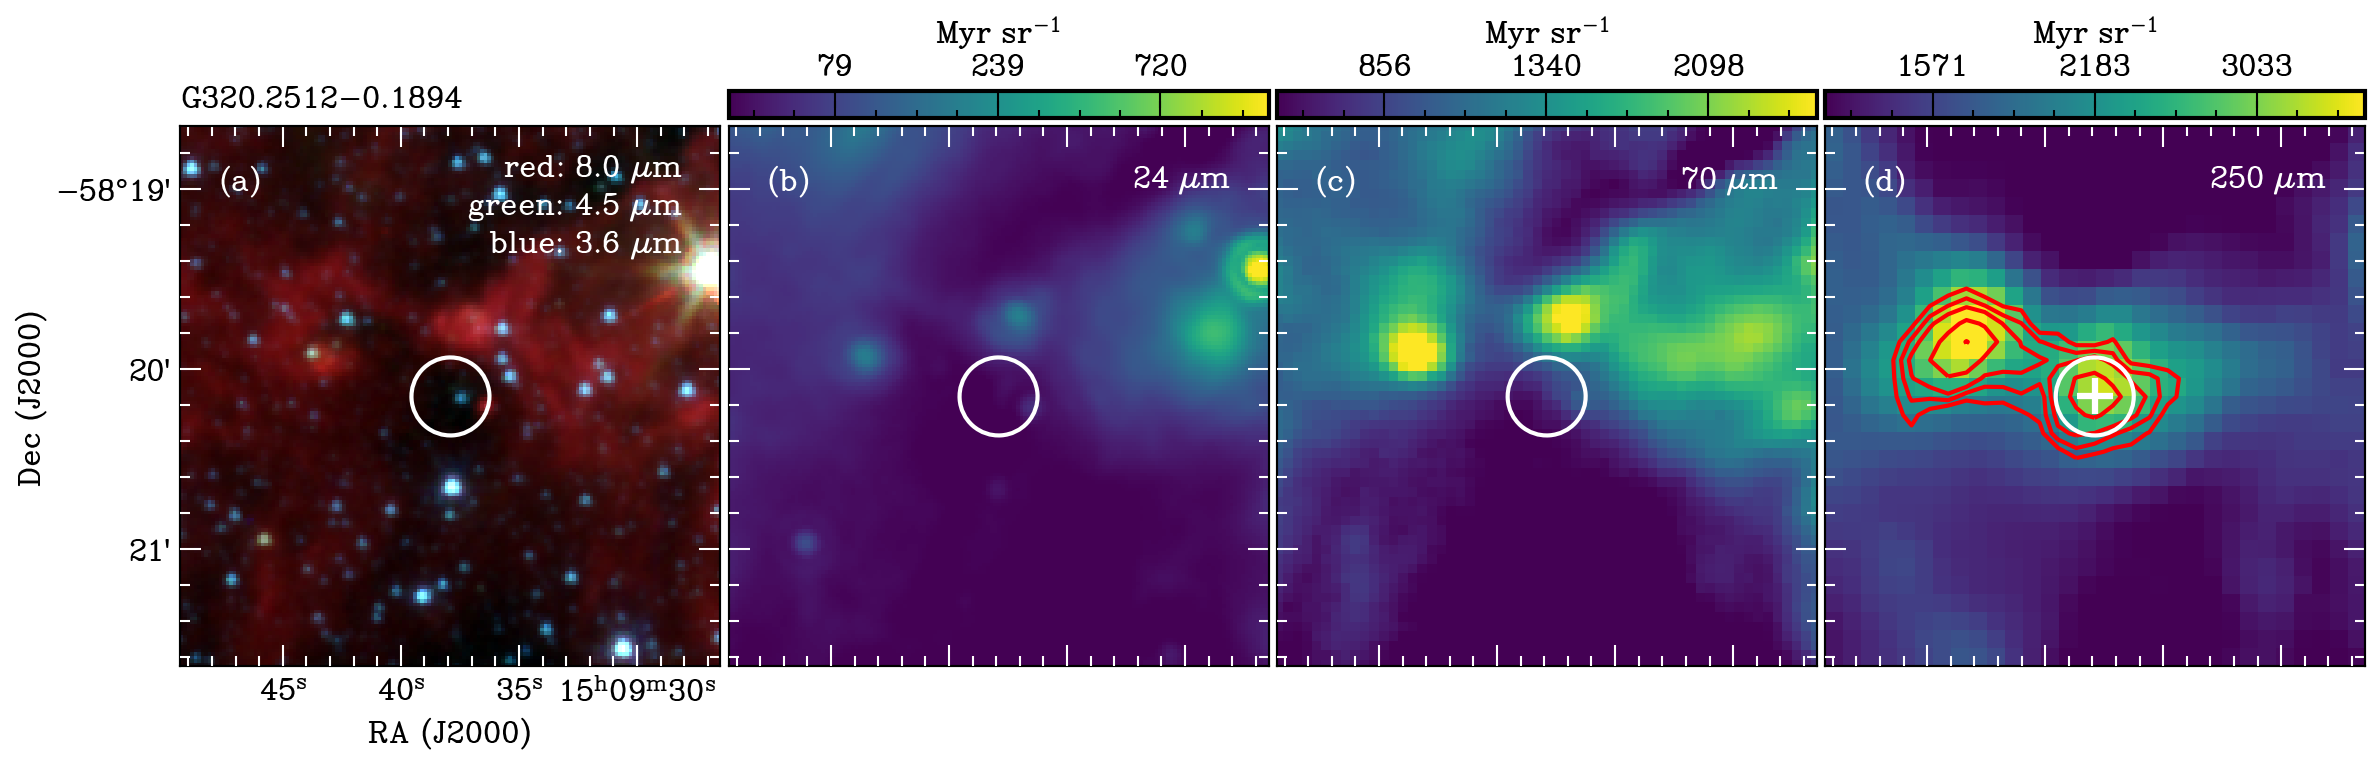 G320.2512−0.1894
Myr sr⁻¹
79 239 720
Myr sr⁻¹
856 1340 2098
Myr sr⁻¹
1571 2183 3033
(a)
red: 8.0 μm
green: 4.5 μm
blue: 3.6 μm
(b)
24 μm
(c)
70 μm
(d)
250 μm
−58°19'
20'
21'
Dec (J2000)
45ˢ 40ˢ 35ˢ 15ʰ09ᵐ30ˢ
RA (J2000)